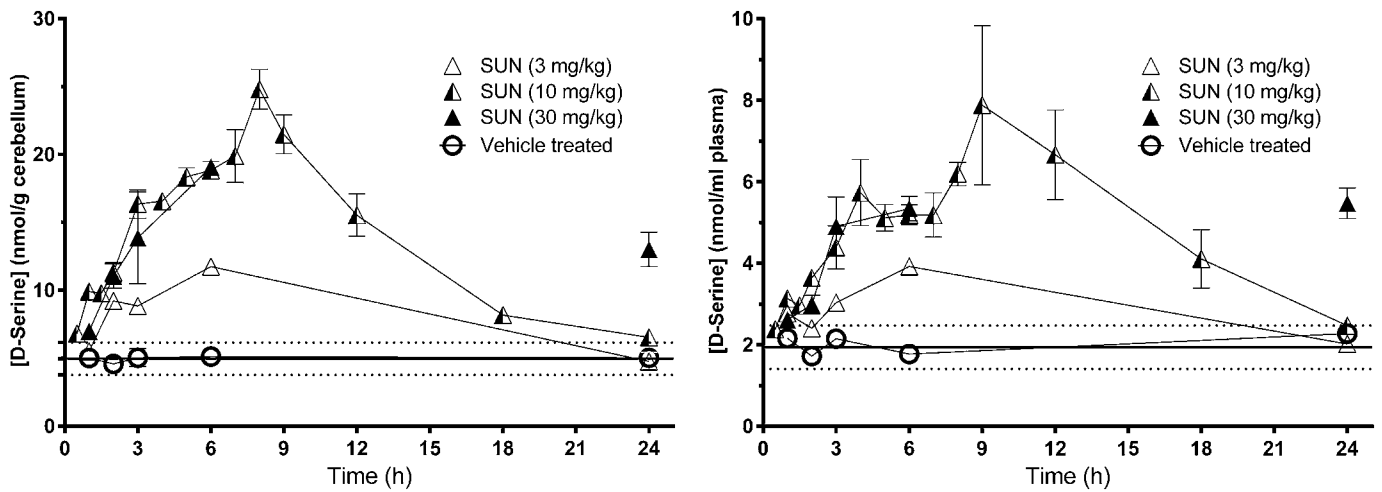 [D-Serine] (nmol/g cerebellum)
30
20
10
0
0 3 6 9 12 15 18 21 24
Time (h)
SUN (3 mg/kg)
SUN (10 mg/kg)
SUN (30 mg/kg)
Vehicle treated
[D-Serine] (nmol/ml plasma)
10
8
6
4
2
0
0 3 6 9 12 15 18 21 24
Time (h)
SUN (3 mg/kg)
SUN (10 mg/kg)
SUN (30 mg/kg)
Vehicle treated